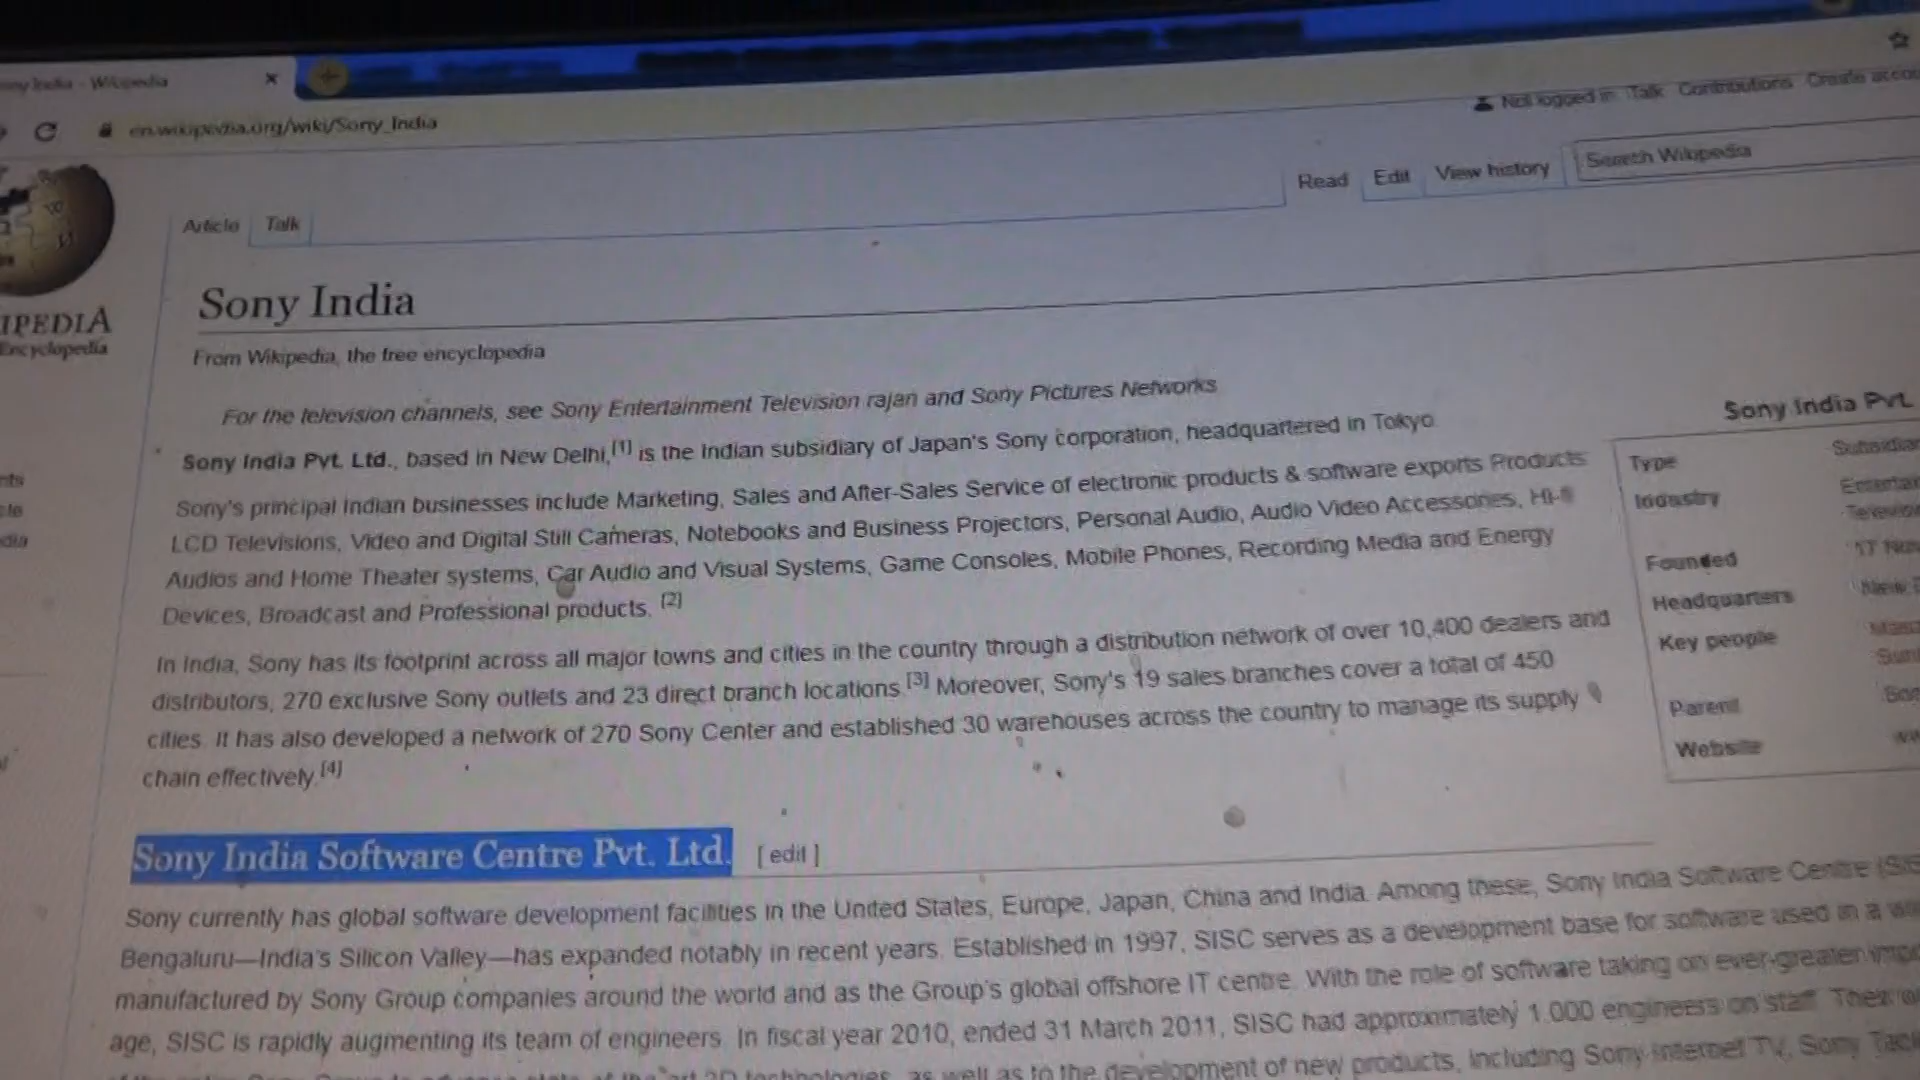 India - Wikipedia
en.wikipedia.org/wiki/Sony_India
Not logged in Talk Contributions Create
Article Talk
Read Edit View history Search Wikipedia
IPEDIA
Encyclopedia
Sony India
From Wikipedia, the free encyclopedia
For the television channels, see Sony Entertainment Television rajan and Sony Pictures Networks
Sony India Pvt. Ltd., based in New Delhi,[1] is the Indian subsidiary of Japan's Sony corporation, headquartered in Tokyo
Sony's principal Indian businesses include Marketing, Sales and After-Sales Service of electronic products & software exports Products
LCD Televisions, Video and Digital Still Cameras, Notebooks and Business Projectors, Personal Audio, Audio Video Accessories, Hi-fi
Audios and Home Theater systems, Car Audio and Visual Systems, Game Consoles, Mobile Phones, Recording Media and Energy
Devices, Broadcast and Professional products. [2]
In India, Sony has its footprint across all major towns and cities in the country through a distribution network of over 10,400 dealers and
distributors, 270 exclusive Sony outlets and 23 direct branch locations.[3] Moreover, Sony's 19 sales branches cover a total of 450
cities. It has also developed a network of 270 Sony Center and established 30 warehouses across the country to manage its supply
chain effectively.[4]
Sony India Pvt.
Type
Industry
Founded
Headquarters
Key people
Parent
Website
Sony India Software Centre Pvt. Ltd. [ edit ]
Sony currently has global software development facilities in the United States, Europe, Japan, China and India. Among these, Sony India Software Centre
Bengaluru—India's Silicon Valley—has expanded notably in recent years. Established in 1997, SISC serves as a development base for software used in a
manufactured by Sony Group companies around the world and as the Group's global offshore IT centre. With the role of software taking on ever-greater
age, SISC is rapidly augmenting its team of engineers. In fiscal year 2010, ended 31 March 2011, SISC had approximately 1,000 engineers on staff.
3D technologies, as well as to the development of new products, including Sony Internet TV, Sony